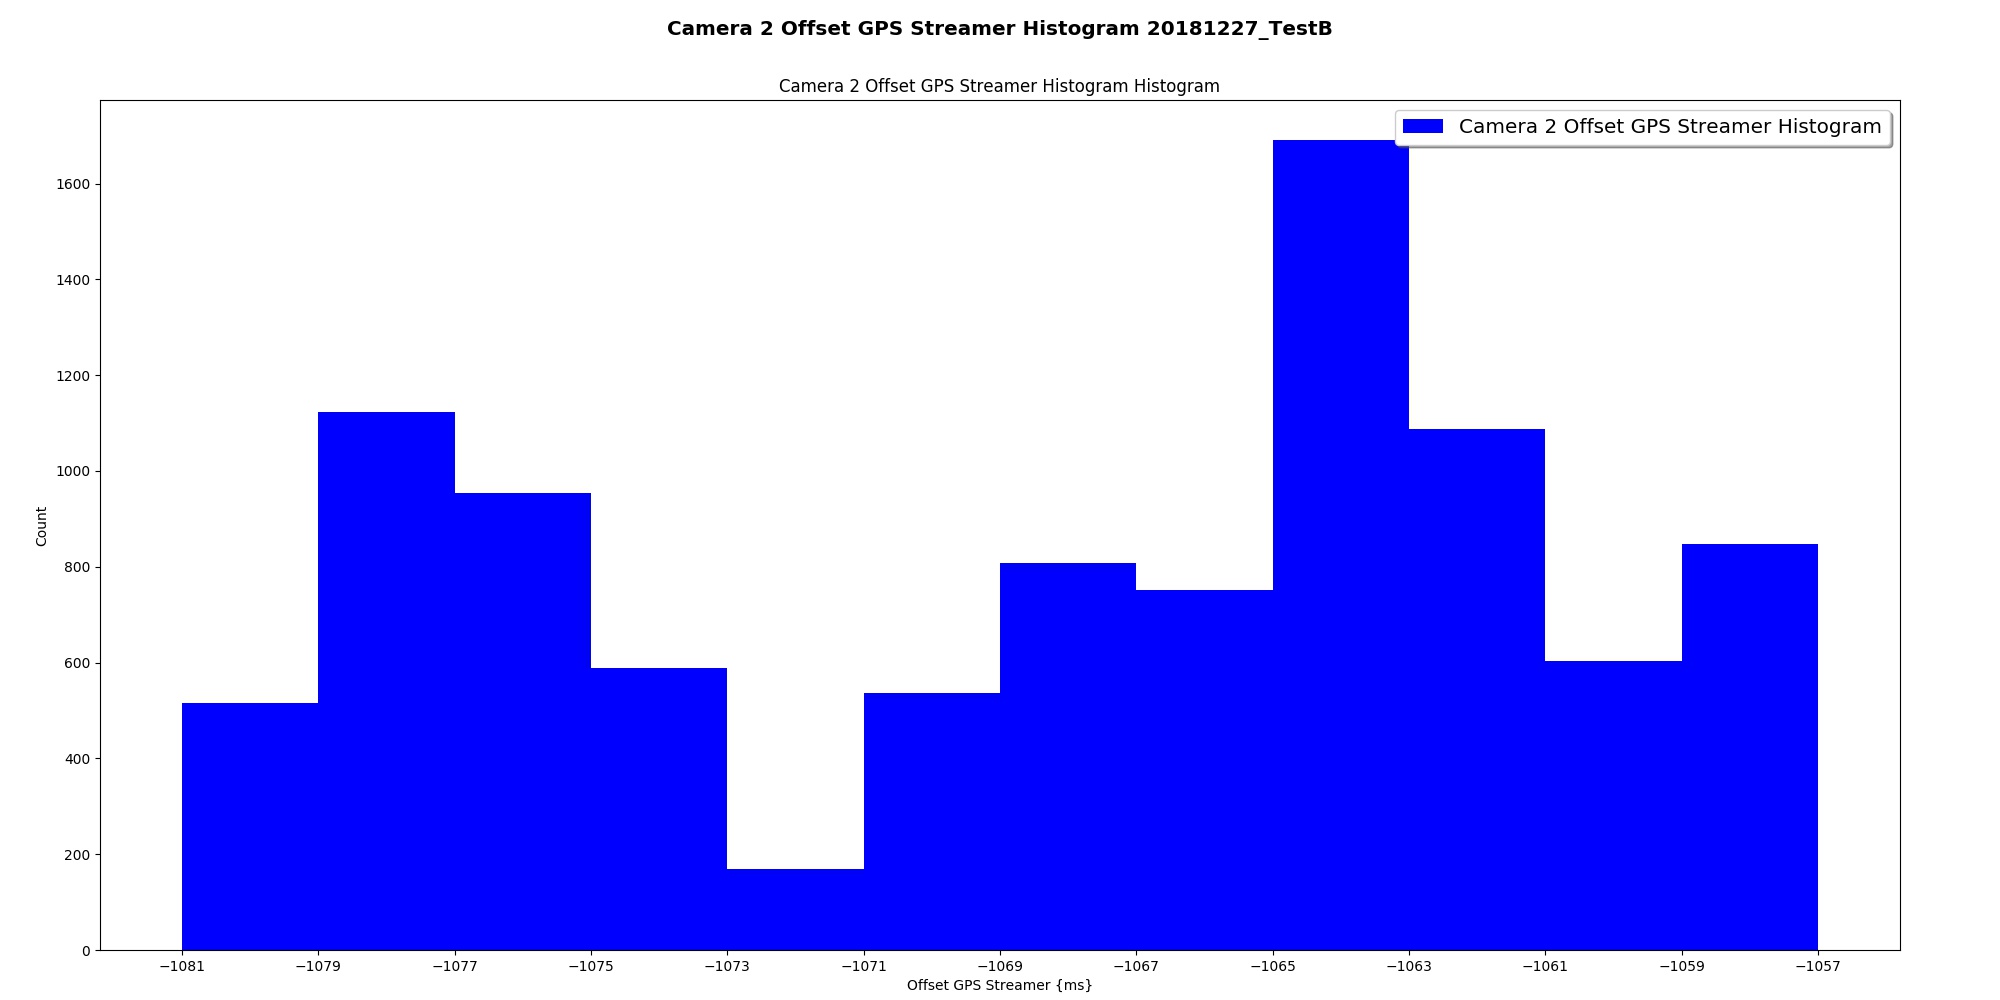 Camera 2 Offset GPS Streamer Histogram 20181227_TestB
Camera 2 Offset GPS Streamer Histogram Histogram
Camera 2 Offset GPS Streamer Histogram
1600
1400
1200
1000
800
600
400
200
0
Count
−1081 −1079 −1077 −1075 −1073 −1071 −1069 −1067 −1065 −1063 −1061 −1059 −1057
Offset GPS Streamer {ms}